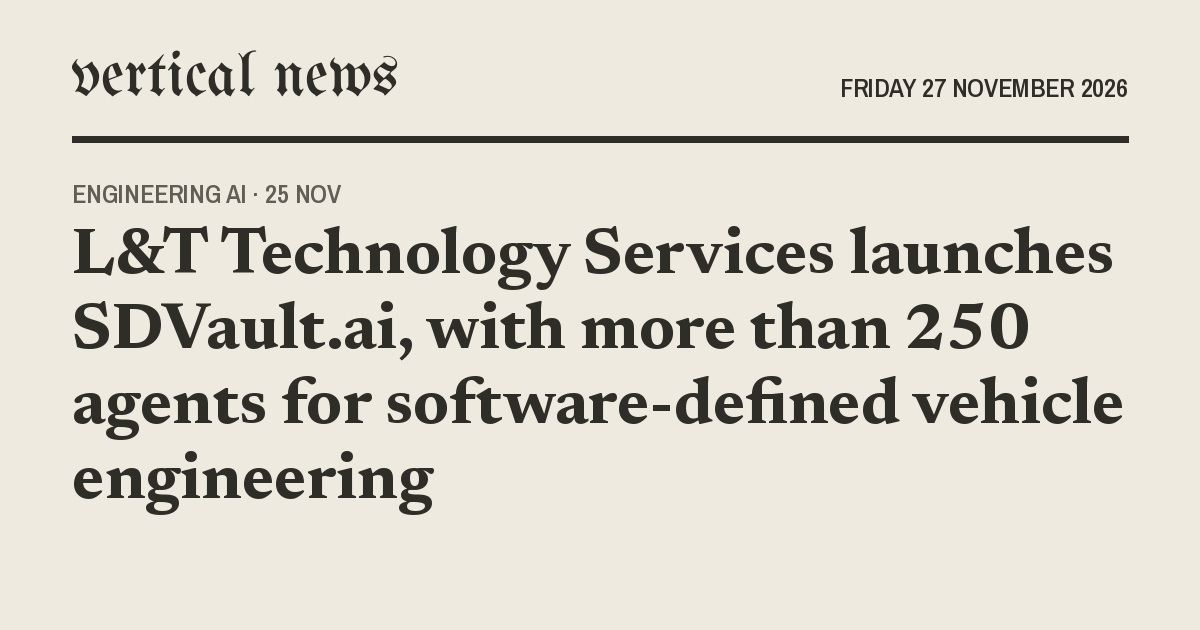 vertical news
FRIDAY 27 NOVEMBER 2026
ENGINEERING AI · 25 NOV
L&T Technology Services launches
SDVault.ai, with more than 250
agents for software-defined vehicle
engineering